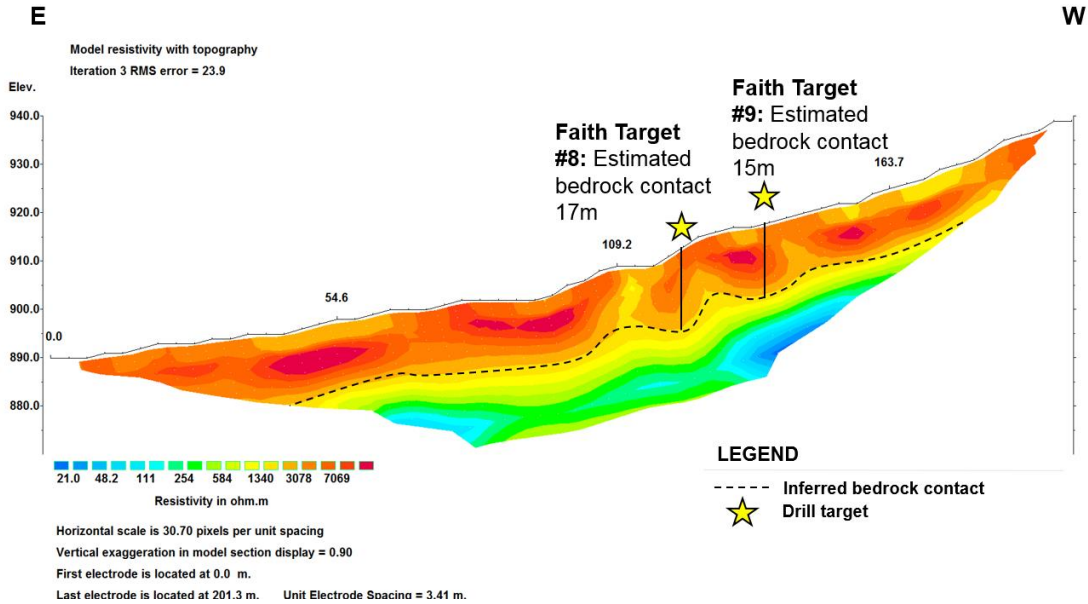 E
W
Model resistivity with topography
Iteration 3 RMS error = 23.9
Elev.
940.0
930.0
920.0
910.0
900.0
890.0
880.0
Faith Target
#8: Estimated
bedrock contact
17m
Faith Target
#9: Estimated
bedrock contact
15m
0.0
54.6
109.2
163.7
21.0 48.2 111 254 584 1340 3078 7069
Resistivity in ohm.m
LEGEND
Inferred bedrock contact
Drill target
Horizontal scale is 30.70 pixels per unit spacing
Vertical exaggeration in model section display = 0.90
First electrode is located at 0.0 m.
Last electrode is located at 201.3 m. Unit Electrode Spacing = 3.41 m.